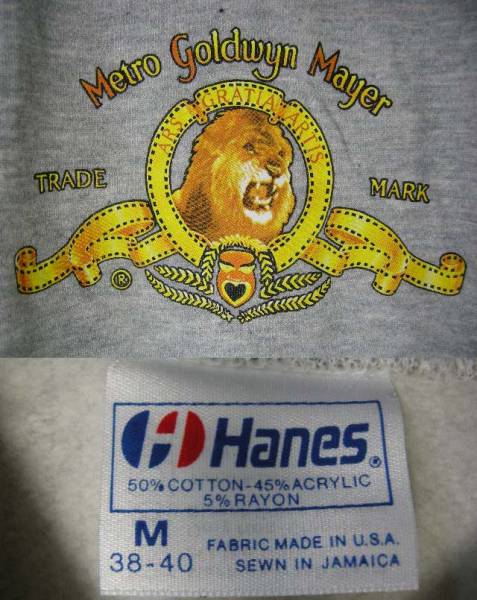 Metro Goldwyn Mayer
ARS GRATIA ARTIS
TRADE MARK
®
Hanes®
50% COTTON-45% ACRYLIC
5% RAYON
M
38-40
FABRIC MADE IN U.S.A.
SEWN IN JAMAICA